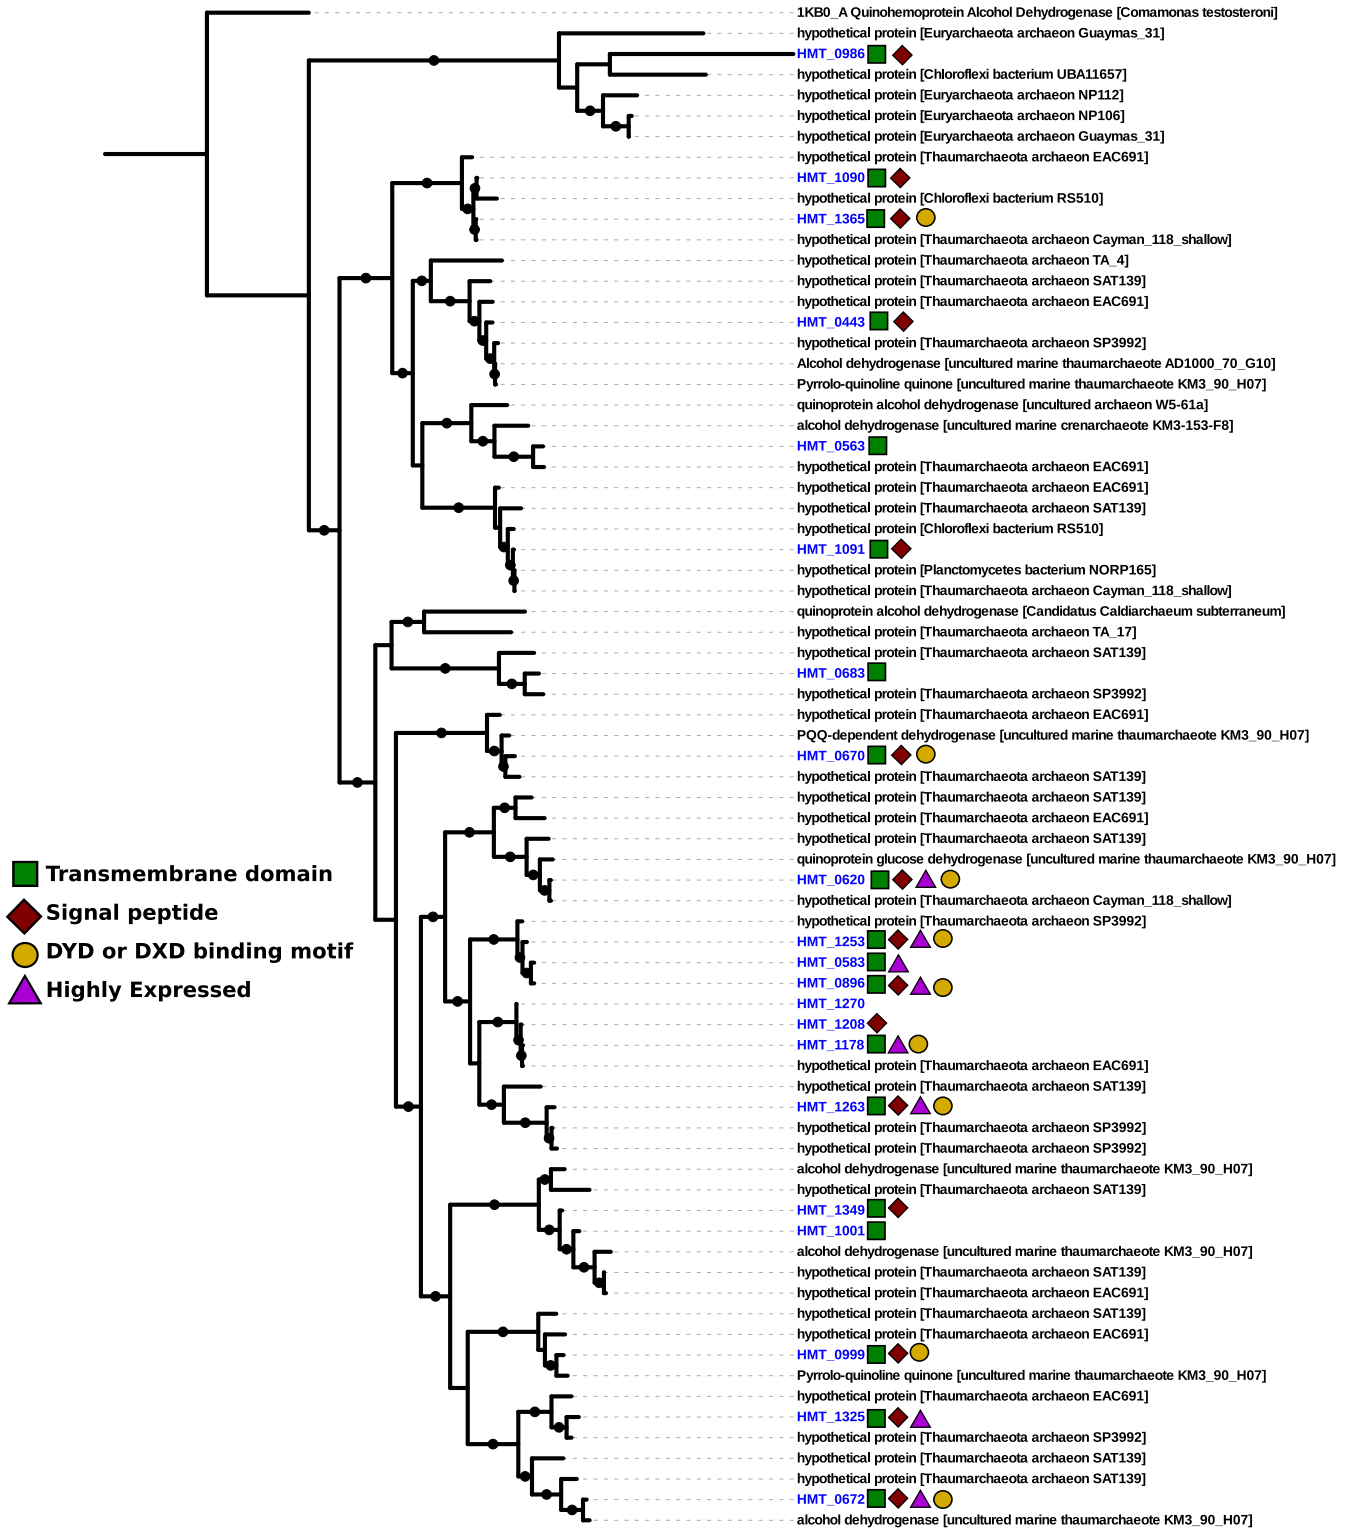 1KB0_A Quinohemoprotein Alcohol Dehydrogenase [Comamonas testosteroni]
hypothetical protein [Euryarchaeota archaeon Guaymas_31]
HMT_0986
hypothetical protein [Chloroflexi bacterium UBA11657]
hypothetical protein [Euryarchaeota archaeon NP112]
hypothetical protein [Euryarchaeota archaeon NP106]
hypothetical protein [Euryarchaeota archaeon Guaymas_31]
hypothetical protein [Thaumarchaeota archaeon EAC691]
HMT_1090
hypothetical protein [Chloroflexi bacterium RS510]
HMT_1365
hypothetical protein [Thaumarchaeota archaeon Cayman_118_shallow]
hypothetical protein [Thaumarchaeota archaeon TA_4]
hypothetical protein [Thaumarchaeota archaeon SAT139]
hypothetical protein [Thaumarchaeota archaeon EAC691]
HMT_0443
hypothetical protein [Thaumarchaeota archaeon SP3992]
Alcohol dehydrogenase [uncultured marine thaumarchaeote AD1000_70_G10]
Pyrrolo-quinoline quinone [uncultured marine thaumarchaeote KM3_90_H07]
quinoprotein alcohol dehydrogenase [uncultured archaeon W5-61a]
alcohol dehydrogenase [uncultured marine crenarchaeote KM3-153-F8]
HMT_0563
hypothetical protein [Thaumarchaeota archaeon EAC691]
hypothetical protein [Thaumarchaeota archaeon EAC691]
hypothetical protein [Thaumarchaeota archaeon SAT139]
hypothetical protein [Chloroflexi bacterium RS510]
HMT_1091
hypothetical protein [Planctomycetes bacterium NORP165]
hypothetical protein [Thaumarchaeota archaeon Cayman_118_shallow]
quinoprotein alcohol dehydrogenase [Candidatus Caldiarchaeum subterraneum]
hypothetical protein [Thaumarchaeota archaeon TA_17]
hypothetical protein [Thaumarchaeota archaeon SAT139]
HMT_0683
hypothetical protein [Thaumarchaeota archaeon SP3992]
hypothetical protein [Thaumarchaeota archaeon EAC691]
PQQ-dependent dehydrogenase [uncultured marine thaumarchaeote KM3_90_H07]
HMT_0670
hypothetical protein [Thaumarchaeota archaeon SAT139]
hypothetical protein [Thaumarchaeota archaeon SAT139]
hypothetical protein [Thaumarchaeota archaeon EAC691]
hypothetical protein [Thaumarchaeota archaeon SAT139]
quinoprotein glucose dehydrogenase [uncultured marine thaumarchaeote KM3_90_H07]
HMT_0620
hypothetical protein [Thaumarchaeota archaeon Cayman_118_shallow]
hypothetical protein [Thaumarchaeota archaeon SP3992]
HMT_1253
HMT_0583
HMT_0896
HMT_1270
HMT_1208
HMT_1178
hypothetical protein [Thaumarchaeota archaeon EAC691]
hypothetical protein [Thaumarchaeota archaeon SAT139]
HMT_1263
hypothetical protein [Thaumarchaeota archaeon SP3992]
hypothetical protein [Thaumarchaeota archaeon SP3992]
alcohol dehydrogenase [uncultured marine thaumarchaeote KM3_90_H07]
hypothetical protein [Thaumarchaeota archaeon SAT139]
HMT_1349
HMT_1001
alcohol dehydrogenase [uncultured marine thaumarchaeote KM3_90_H07]
hypothetical protein [Thaumarchaeota archaeon SAT139]
hypothetical protein [Thaumarchaeota archaeon EAC691]
hypothetical protein [Thaumarchaeota archaeon SAT139]
hypothetical protein [Thaumarchaeota archaeon EAC691]
HMT_0999
Pyrrolo-quinoline quinone [uncultured marine thaumarchaeote KM3_90_H07]
hypothetical protein [Thaumarchaeota archaeon EAC691]
HMT_1325
hypothetical protein [Thaumarchaeota archaeon SP3992]
hypothetical protein [Thaumarchaeota archaeon SAT139]
hypothetical protein [Thaumarchaeota archaeon SAT139]
HMT_0672
alcohol dehydrogenase [uncultured marine thaumarchaeote KM3_90_H07]
Transmembrane domain
Signal peptide
DYD or DXD binding motif
Highly Expressed